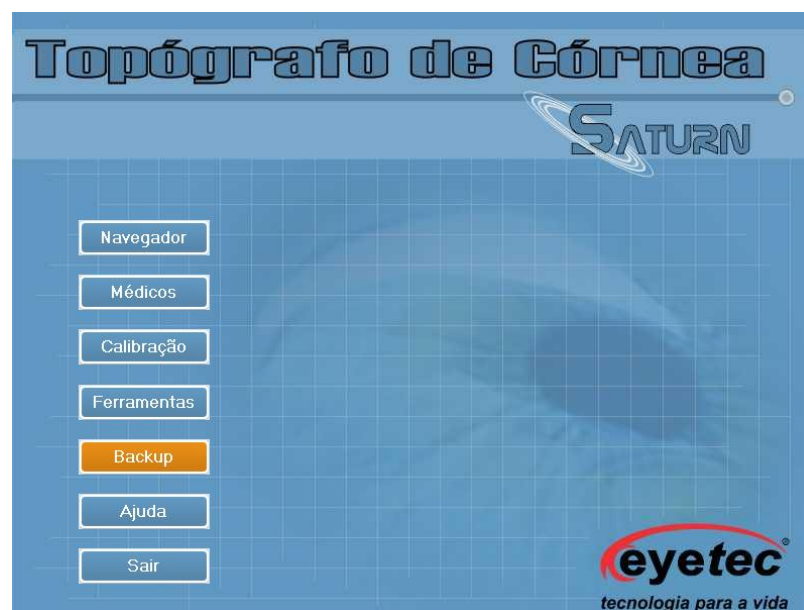 Topógrafo de Córnea
SATURN
Navegador
Médicos
Calibração
Ferramentas
Backup
Ajuda
Sair
eyetec®
tecnologia para a vida